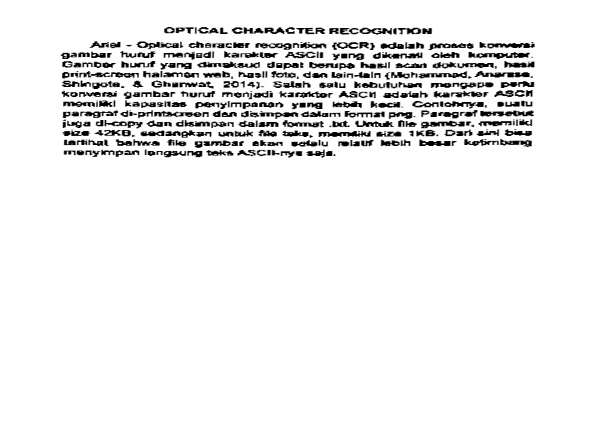 OPTICAL CHARACTER RECOGNITION
Arial - Optical character recognition (OCR) adalah proses konversi
gambar huruf menjadi karakter ASCII yang dikenali oleh komputer.
Gambar huruf yang dimaksud dapat berupa hasil scan dokumen, hasil
print-screen halaman web, hasil foto, dan lain-lain (Mohammad, Anarase,
Shingote, & Ghanwat, 2014). Salah satu kebutuhan mengapa perlu
konversi gambar huruf menjadi karakter ASCII adalah karakter ASCII
memiliki kapasitas penyimpanan yang lebih kecil. Contohnya, suatu
paragraf di-printscreen dan disimpan dalam format png. Paragraf tersebut
juga di-copy dan disimpan dalam format .txt. Untuk file gambar, memiliki
size 42KB, sedangkan untuk file teks, memiliki size 1KB. Dari sini bisa
terlihat bahwa file gambar akan selalu relatif lebih besar ketimbang
menyimpan langsung teks ASCII-nya saja.